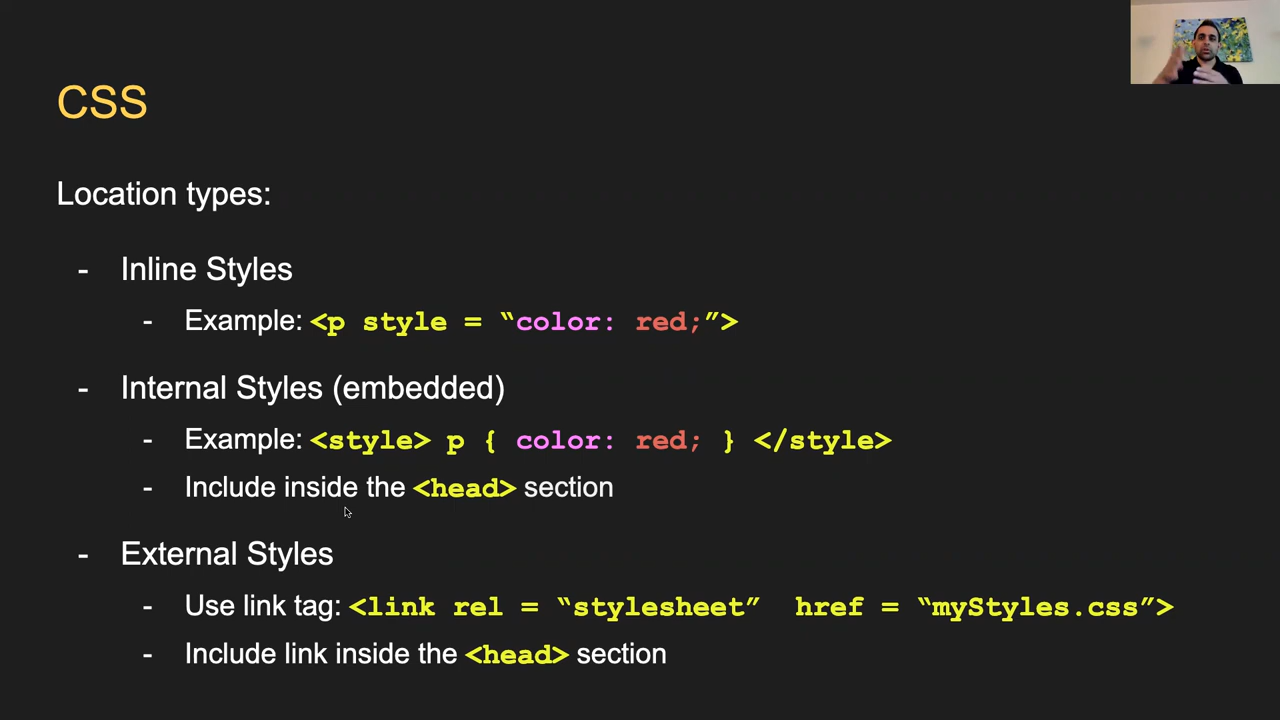 CSS
Location types:
- Inline Styles
- Example: <p style = “color: red;”>
- Internal Styles (embedded)
- Example: <style> p { color: red; } </style>
- Include inside the <head> section
- External Styles
- Use link tag: <link rel = “stylesheet” href = “myStyles.css”>
- Include link inside the <head> section